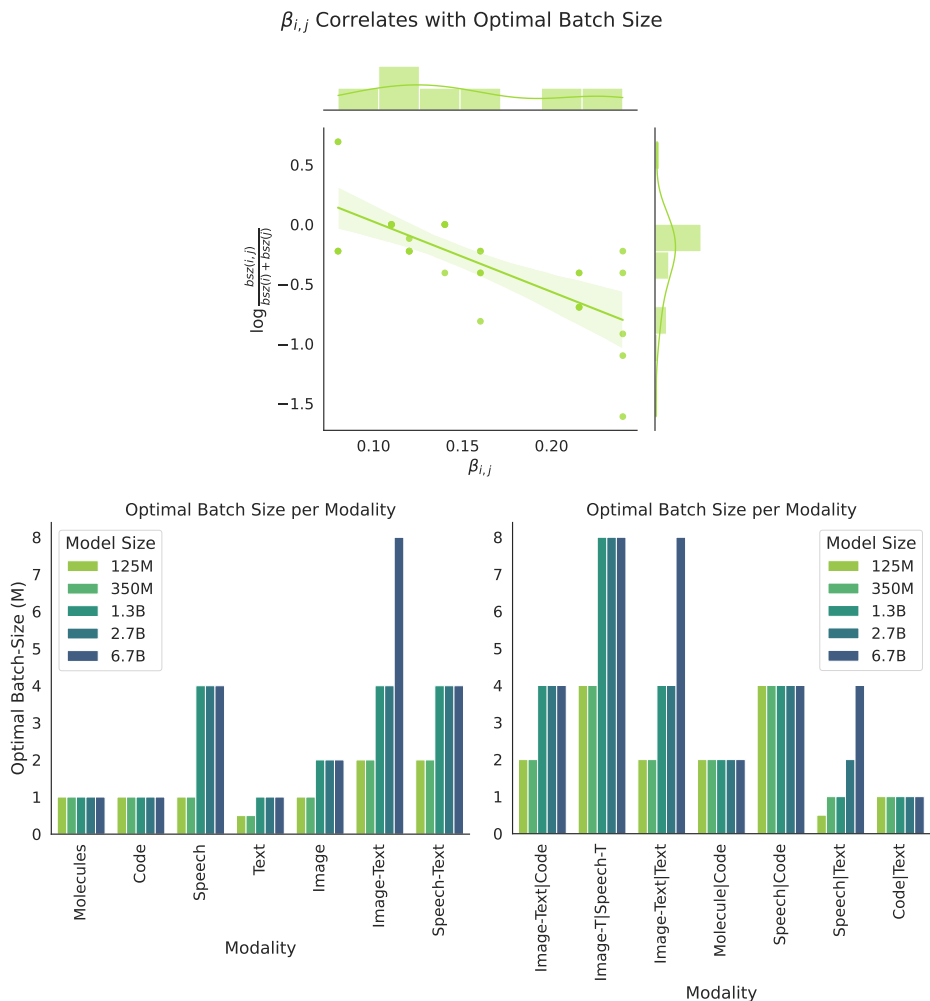 β_{i,j} Correlates with Optimal Batch Size
0.5
0.0
−0.5
−1.0
−1.5
log bsz(i,j) / bsz(i) + bsz(j)
0.10 0.15 0.20
β_{i,j}
Optimal Batch Size per Modality
Optimal Batch-Size (M)
8
7
6
5
4
3
2
1
0
Model Size
125M
350M
1.3B
2.7B
6.7B
Molecules
Code
Speech
Text
Image
Image-Text
Speech-Text
Modality
Optimal Batch Size per Modality
8
7
6
5
4
3
2
1
0
Model Size
125M
350M
1.3B
2.7B
6.7B
Image-Text|Code
Image-T|Speech-T
Image-Text|Text
Molecule|Code
Speech|Code
Speech|Text
Code|Text
Modality